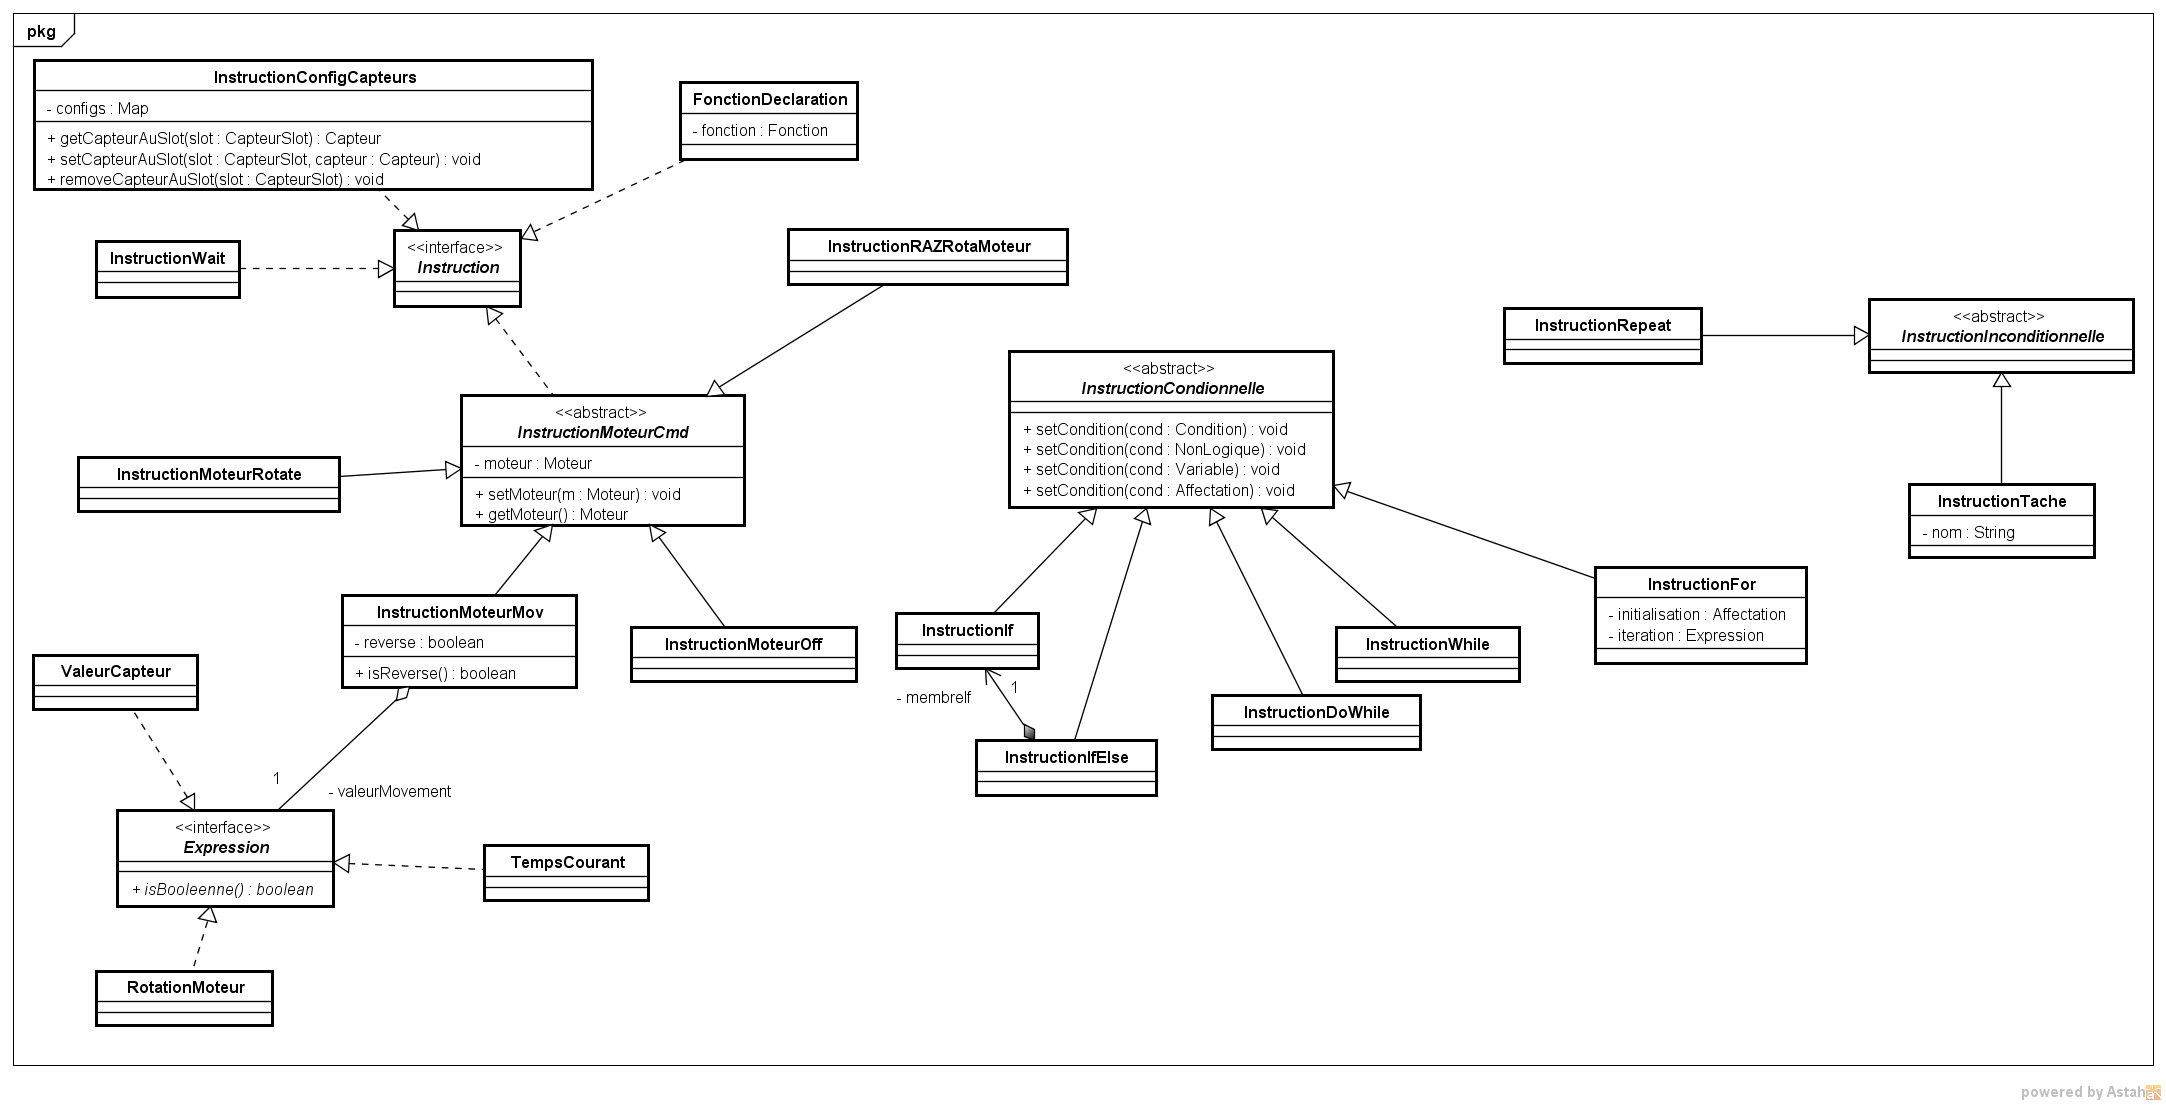 pkg
InstructionConfigCapteurs
- configs : Map
+ getCapteurAuSlot(slot : CapteurSlot) : Capteur
+ setCapteurAuSlot(slot : CapteurSlot, capteur : Capteur) : void
+ removeCapteurAuSlot(slot : CapteurSlot) : void
FonctionDeclaration
- fonction : Fonction
InstructionWait
<<interface>>
Instruction
InstructionRAZRotaMoteur
InstructionRepeat
<<abstract>>
InstructionInconditionnelle
<<abstract>>
InstructionCondionnelle
+ setCondition(cond : Condition) : void
+ setCondition(cond : NonLogique) : void
+ setCondition(cond : Variable) : void
+ setCondition(cond : Affectation) : void
<<abstract>>
InstructionMoteurCmd
- moteur : Moteur
+ setMoteur(m : Moteur) : void
+ getMoteur() : Moteur
InstructionMoteurRotate
InstructionTache
- nom : String
InstructionFor
- initialisation : Affectation
- iteration : Expression
InstructionMoteurMov
- reverse : boolean
+ isReverse() : boolean
InstructionMoteurOff
InstructionIf
InstructionWhile
ValeurCapteur
- membreIf
1
InstructionDoWhile
InstructionIfElse
1
- valeurMovement
<<interface>>
Expression
+ isBooleenne() : boolean
TempsCourant
RotationMoteur
powered by Astah